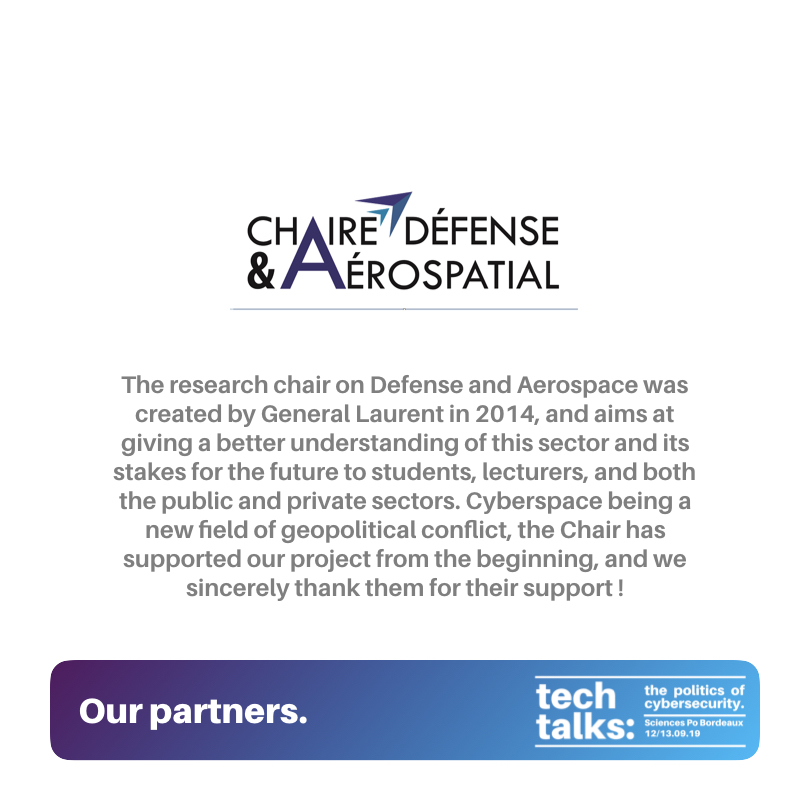 CHAIRE DÉFENSE
& AÉROSPATIAL
The research chair on Defense and Aerospace was
created by General Laurent in 2014, and aims at
giving a better understanding of this sector and its
stakes for the future to students, lecturers, and both
the public and private sectors. Cyberspace being a
new field of geopolitical conflict, the Chair has
supported our project from the beginning, and we
sincerely thank them for their support !
Our partners.
tech
talks:
the politics of
cybersecurity.
Sciences Po Bordeaux
12/13.09.19